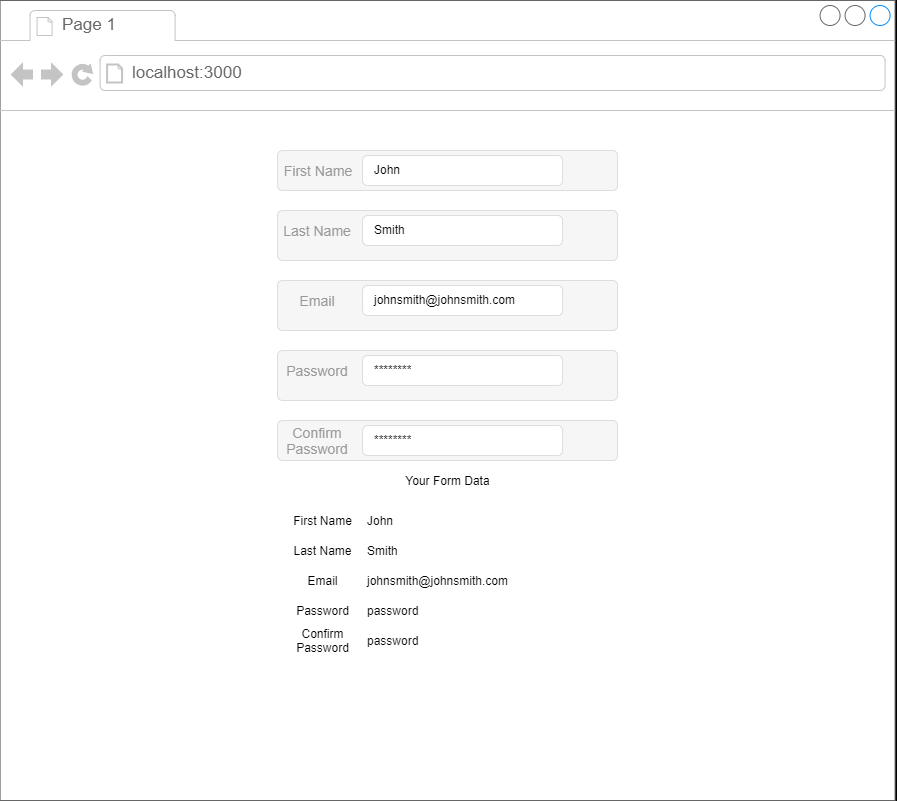 Page 1
localhost:3000
First Name John
Last Name Smith
Email johnsmith@johnsmith.com
Password ********
Confirm
Password ********
Your Form Data
First Name John
Last Name Smith
Email johnsmith@johnsmith.com
Password password
Confirm
Password password